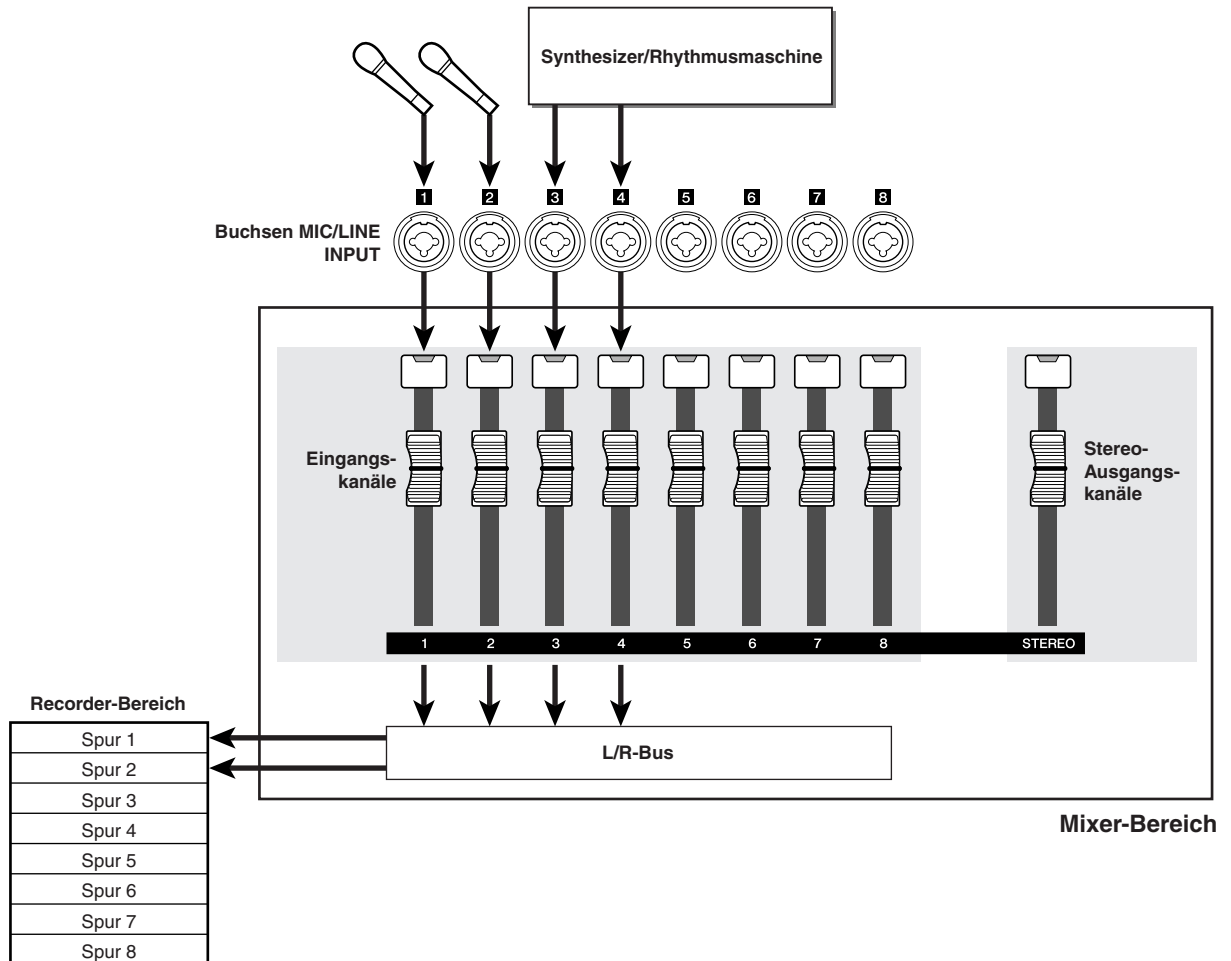 Synthesizer/Rhythmusmaschine
1 2 3 4 5 6 7 8
Buchsen MIC/LINE
INPUT
Eingangs-
kanäle
Stereo-
Ausgangs-
kanäle
1 2 3 4 5 6 7 8 STEREO
Recorder-Bereich
Spur 1
Spur 2
Spur 3
Spur 4
Spur 5
Spur 6
Spur 7
Spur 8
L/R-Bus
Mixer-Bereich